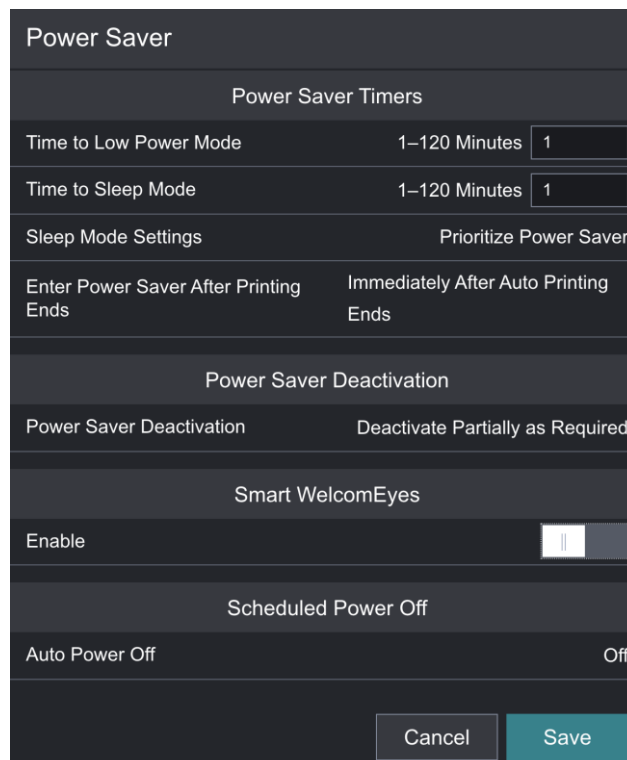 Power Saver
Power Saver Timers
Time to Low Power Mode 1–120 Minutes 1
Time to Sleep Mode 1–120 Minutes 1
Sleep Mode Settings Prioritize Power Saver
Enter Power Saver After Printing
Ends
Immediately After Auto Printing
Ends
Power Saver Deactivation
Power Saver Deactivation Deactivate Partially as Required
Smart WelcomEyes
Enable
Scheduled Power Off
Auto Power Off Off
Cancel Save